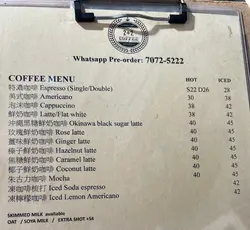 COFFEE
Whatsapp Pre-order: 7072-5222
COFFEE MENU HOT ICED
特濃咖啡 Espresso (Single/Double) S22 D26 28
美式咖啡 Americano 30 38
泡沫咖啡 Cappuccino 38 42
鮮奶咖啡 Latte/Flat white 38 42
沖繩黑糖鮮奶咖啡 Okinawa black sugar latte 40 45
玫瑰鮮奶咖啡 Rose latte 40 45
薑味鮮奶咖啡 Ginger latte 40 45
榛子鮮奶咖啡 Hazelnut latte 40 45
焦糖鮮奶咖啡 Caramel latte 40 45
椰子鮮奶咖啡 Coconut latte 40 45
朱古力咖啡 Mocha 40 45
凍咖啡梳打 Iced Soda espresso 42
凍檸檬咖啡 Iced Lemon Americano 42
SKIMMED MILK available
OAT / SOYA MILK / EXTRA SHOT +$4